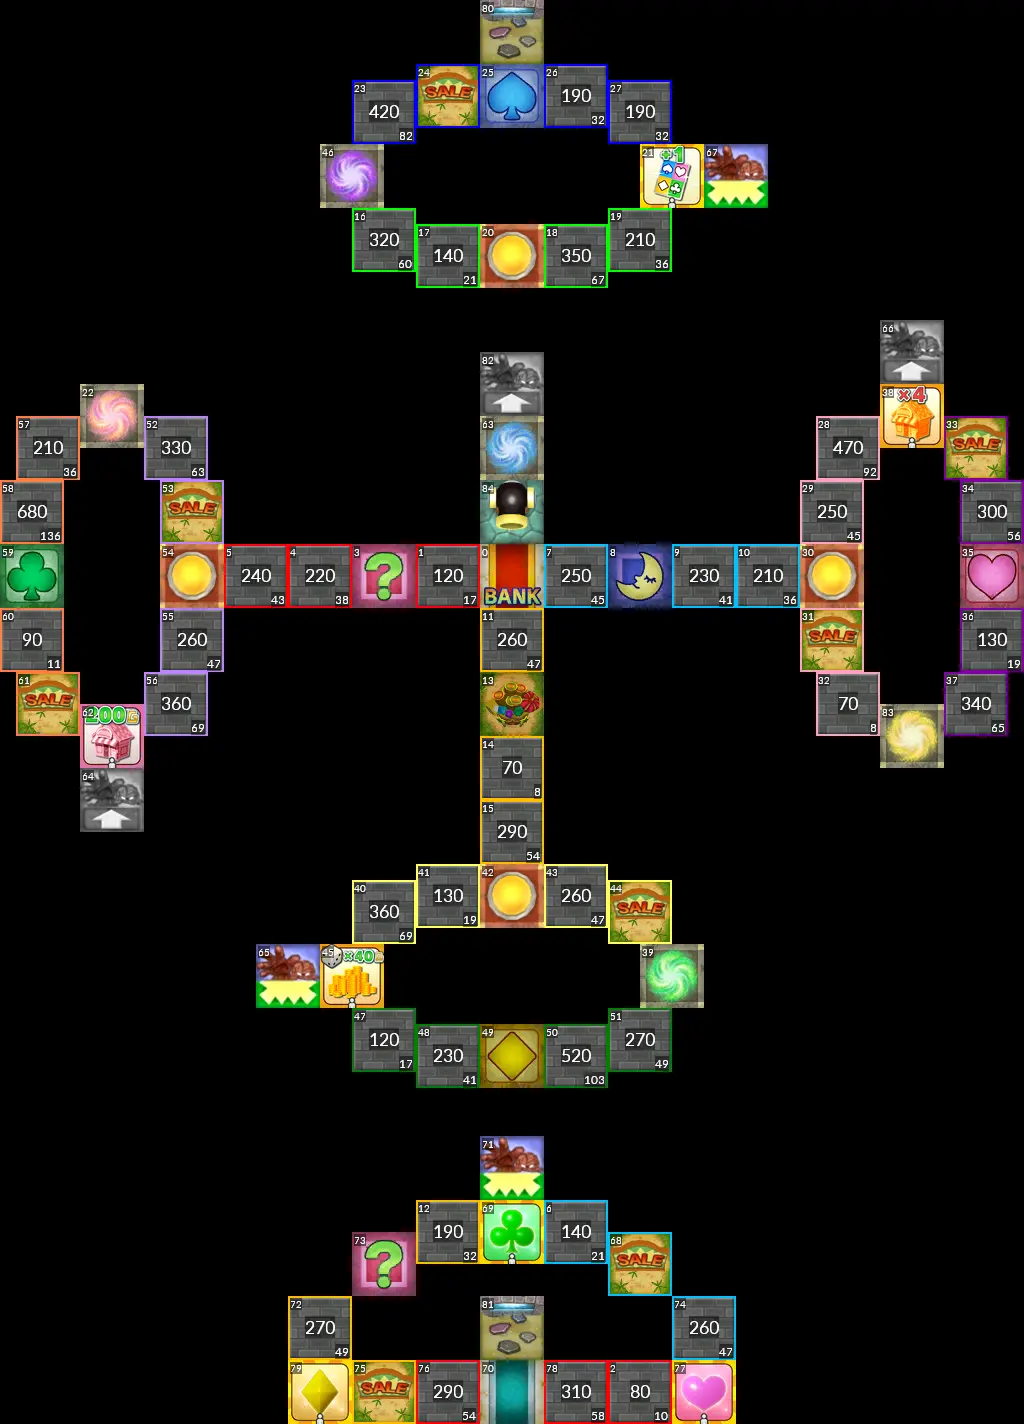 80
24 SALE 25 26 190 32
23 420 82 27 190 32
46 21 +1 67
16 320 60 19 210 36
17 140 21 20 18 350 67
66
82
22 38 ×4
57 210 36 52 330 63 63 28 470 92 33 SALE
58 680 136 53 SALE 84 29 250 45 34 300 56
59 54 5 240 43 4 220 38 3 ? 1 120 17 0 BANK 7 250 45 8 9 230 41 10 210 36 30 35
60 90 11 55 260 47 11 260 47 31 SALE 36 130 19
61 SALE 56 360 69 13 32 70 8 37 340 65
62 200G 83
14 70 8
64
15 290 54
41 130 19 42 43 260 47
40 360 69 44 SALE
65 45 ×40G 39
47 120 17 51 270 49
48 230 41 49 50 520 103
71
12 190 32 69 6 140 21
73 ? 68 SALE
72 270 49 81 74 260 47
79 75 SALE 76 290 54 70 78 310 58 2 80 10 77